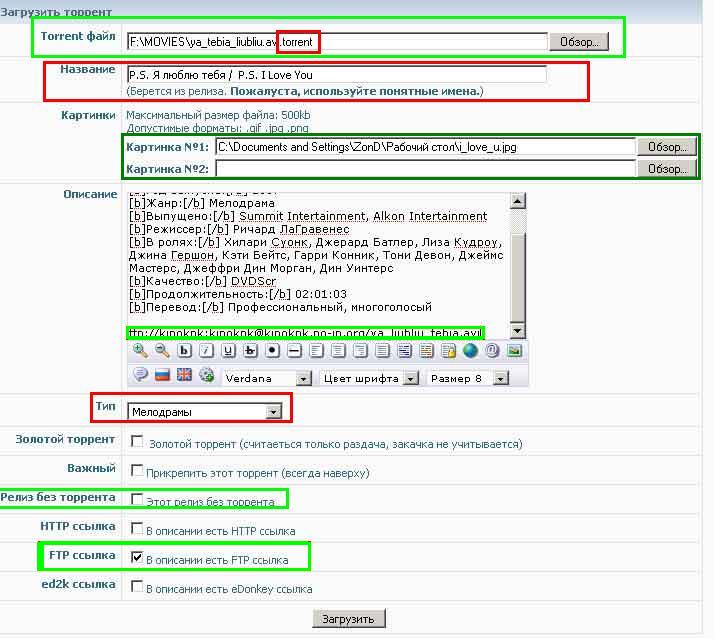 Загрузить торрент
Torrent файл F:\MOVIES\ya_tebia_liubliu.avi.torrent Обзор...
Название P.S. Я люблю тебя / P.S. I Love You
(Берется из релиза. Пожалуста, используйте понятные имена.)
Картинки Максимальный размер файла: 500kb
Допустимые форматы: .gif .jpg .png
Картинка №1: C:\Documents and Settings\ZonD\Рабочий стол\i_love_u.jpg Обзор...
Картинка №2: Обзор...
Описание
[b]Жанр:[/b] Мелодрама
[b]Выпущено:[/b] Summit Intertainment, Alkon Intertainment
[b]Режиссер:[/b] Ричард ЛаГравенес
[b]В ролях:[/b] Хилари Суонк, Джерард Батлер, Лиза Кудроу,
Джина Гершон, Кэти Бейтс, Гарри Конник, Тони Девон, Джеймс
Мастерс, Джеффри Дин Морган, Дин Уинтерс
[b]Качество:[/b] DVDScr
[b]Продолжительность:[/b] 02:01:03
[b]Перевод:[/b] Профессиональный, многоголосый
ftp://kinokpk:kinokpk@kinokpk.no-ip.org/ya_liubliu_tebia.avi
b i U b
Verdana Цвет шрифта Размер 8
Тип Мелодрамы
Золотой торрент Золотой торрент (считаеться только раздача, закачка не учитывается)
Важный Прикрепить этот торрент (всегда наверху)
Релиз без торрента Этот релиз без торрента
HTTP ссылка В описании есть HTTP ссылка
FTP ссылка В описании есть FTP ссылка
ed2k ссылка В описании есть eDonkey ссылка
Загрузить